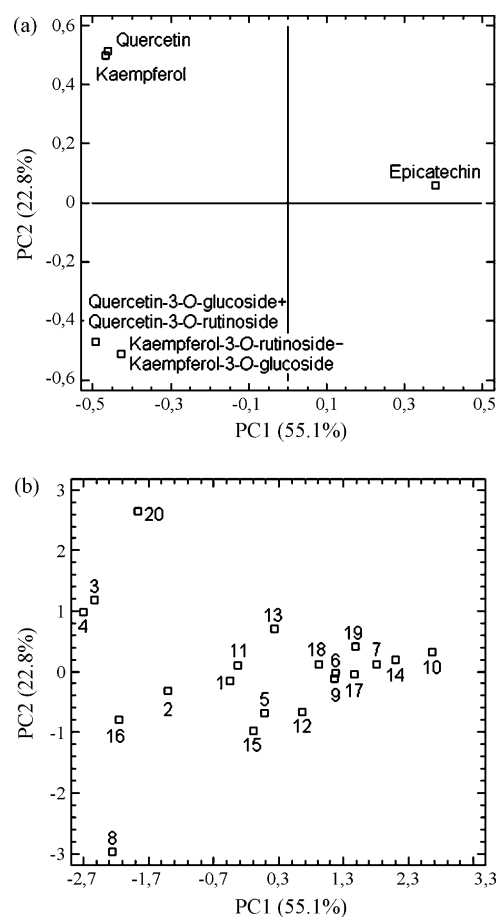 (a)
0,6
Quercetin
Kaempferol
0,4
0,2
Epicatechin
0
-0,2
Quercetin-3-O-glucoside+
Quercetin-3-O-rutinoside
-0,4
Kaempferol-3-O-rutinoside-
Kaempferol-3-O-glucoside
-0,6
PC2 (22.8%)
-0,5 -0,3 -0,1 0,1 0,3 0,5
PC1 (55.1%)
(b)
3
20
2
3
1
4
13
11
18
6
19
7
0
1
2
5
9
17
14
10
16
15
12
-1
-2
8
-3
PC2 (22.8%)
-2,7 -1,7 -0,7 0,3 1,3 2,3 3,3
PC1 (55.1%)